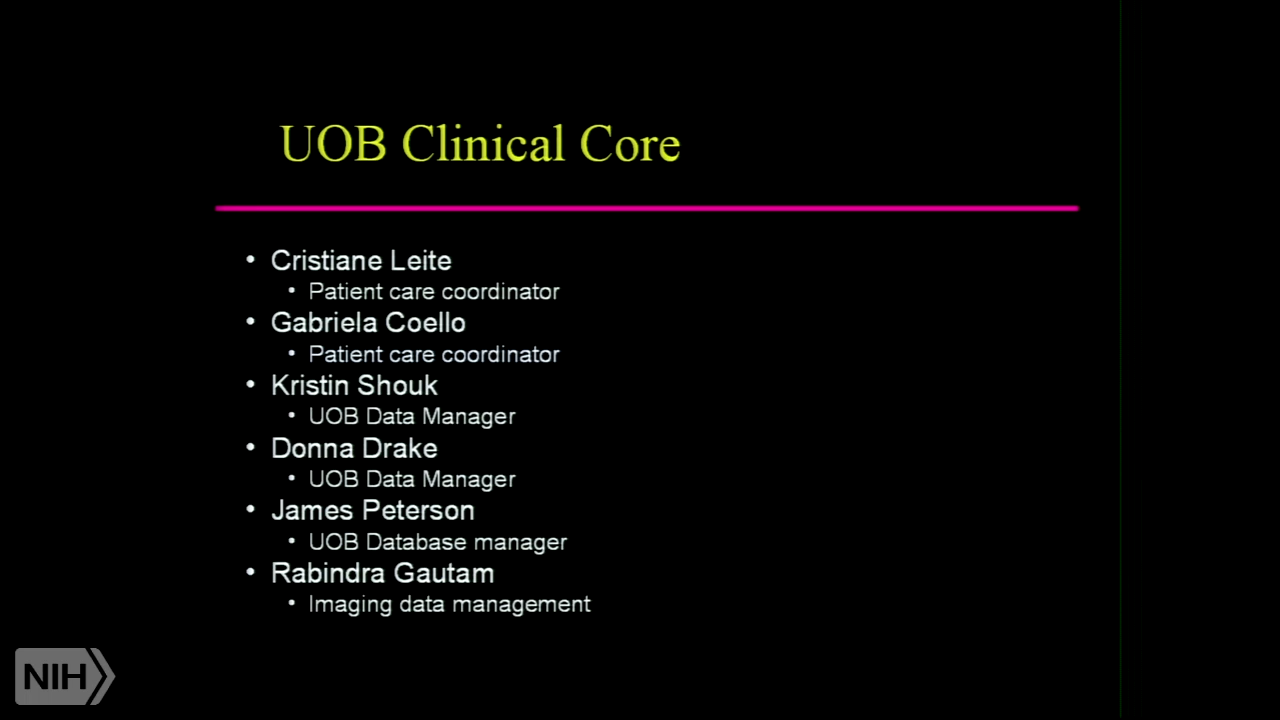 UOB Clinical Core
• Cristiane Leite
• Patient care coordinator
• Gabriela Coello
• Patient care coordinator
• Kristin Shouk
• UOB Data Manager
• Donna Drake
• UOB Data Manager
• James Peterson
• UOB Database manager
• Rabindra Gautam
• Imaging data management
NIH